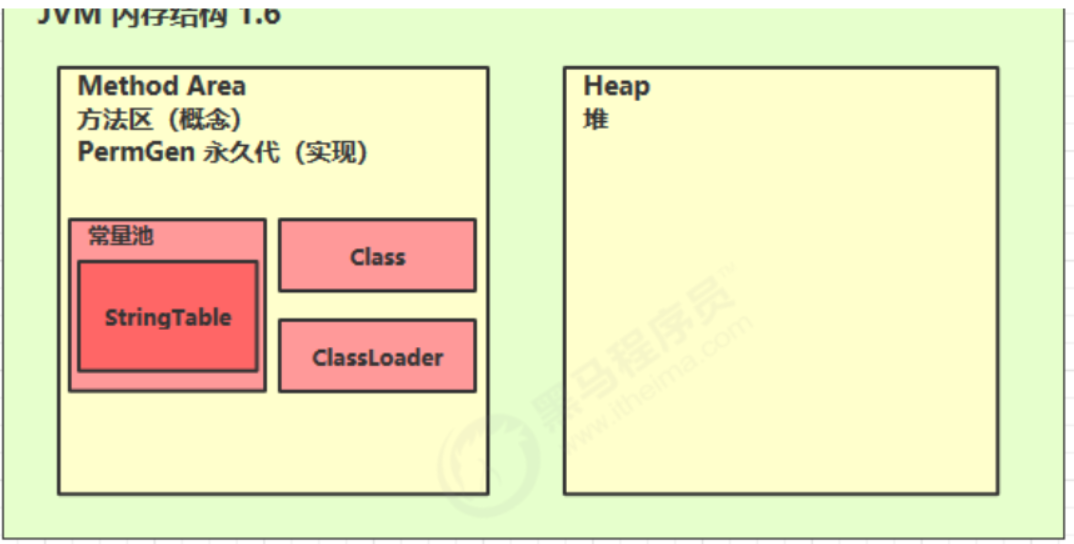 JVM 内存结构 1.6
Method Area
方法区（概念）
PermGen 永久代（实现）
Heap
堆
常量池
StringTable
Class
ClassLoader
黑马程序员™
www.itheima.com